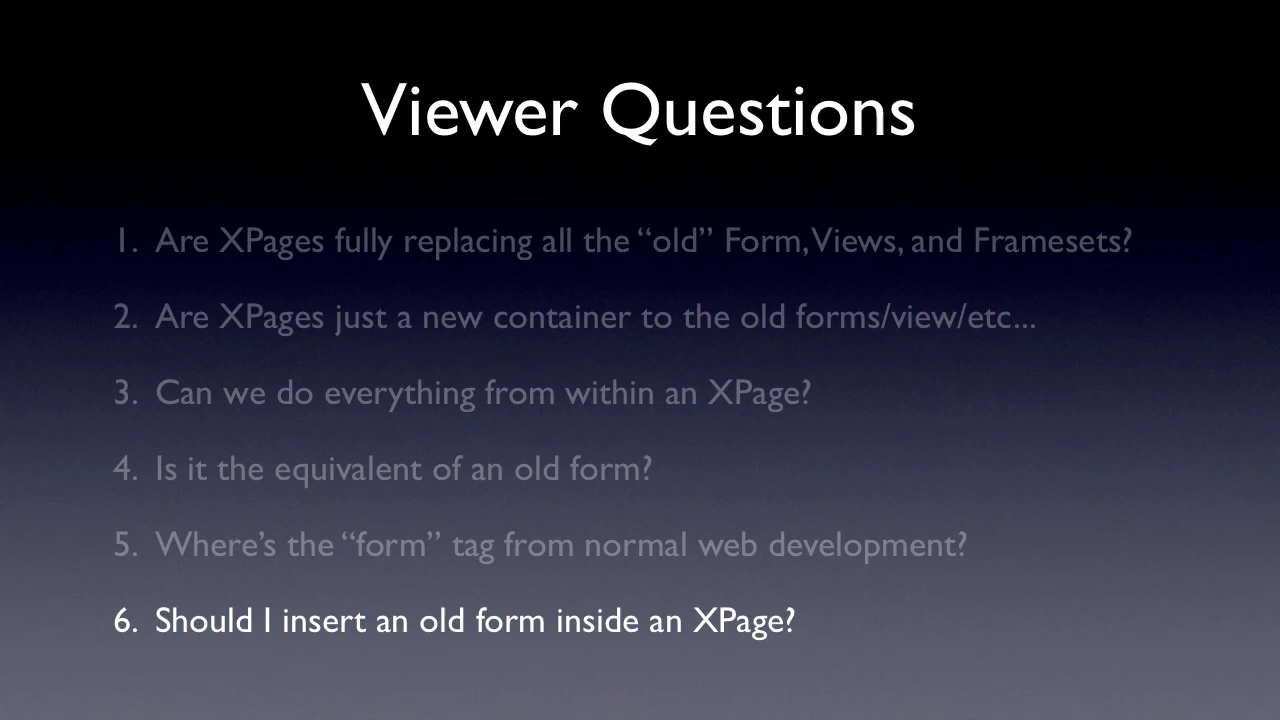 Viewer Questions
1. Are XPages fully replacing all the “old” Form, Views, and Framesets?
2. Are XPages just a new container to the old forms/view/etc...
3. Can we do everything from within an XPage?
4. Is it the equivalent of an old form?
5. Where’s the “form” tag from normal web development?
6. Should I insert an old form inside an XPage?